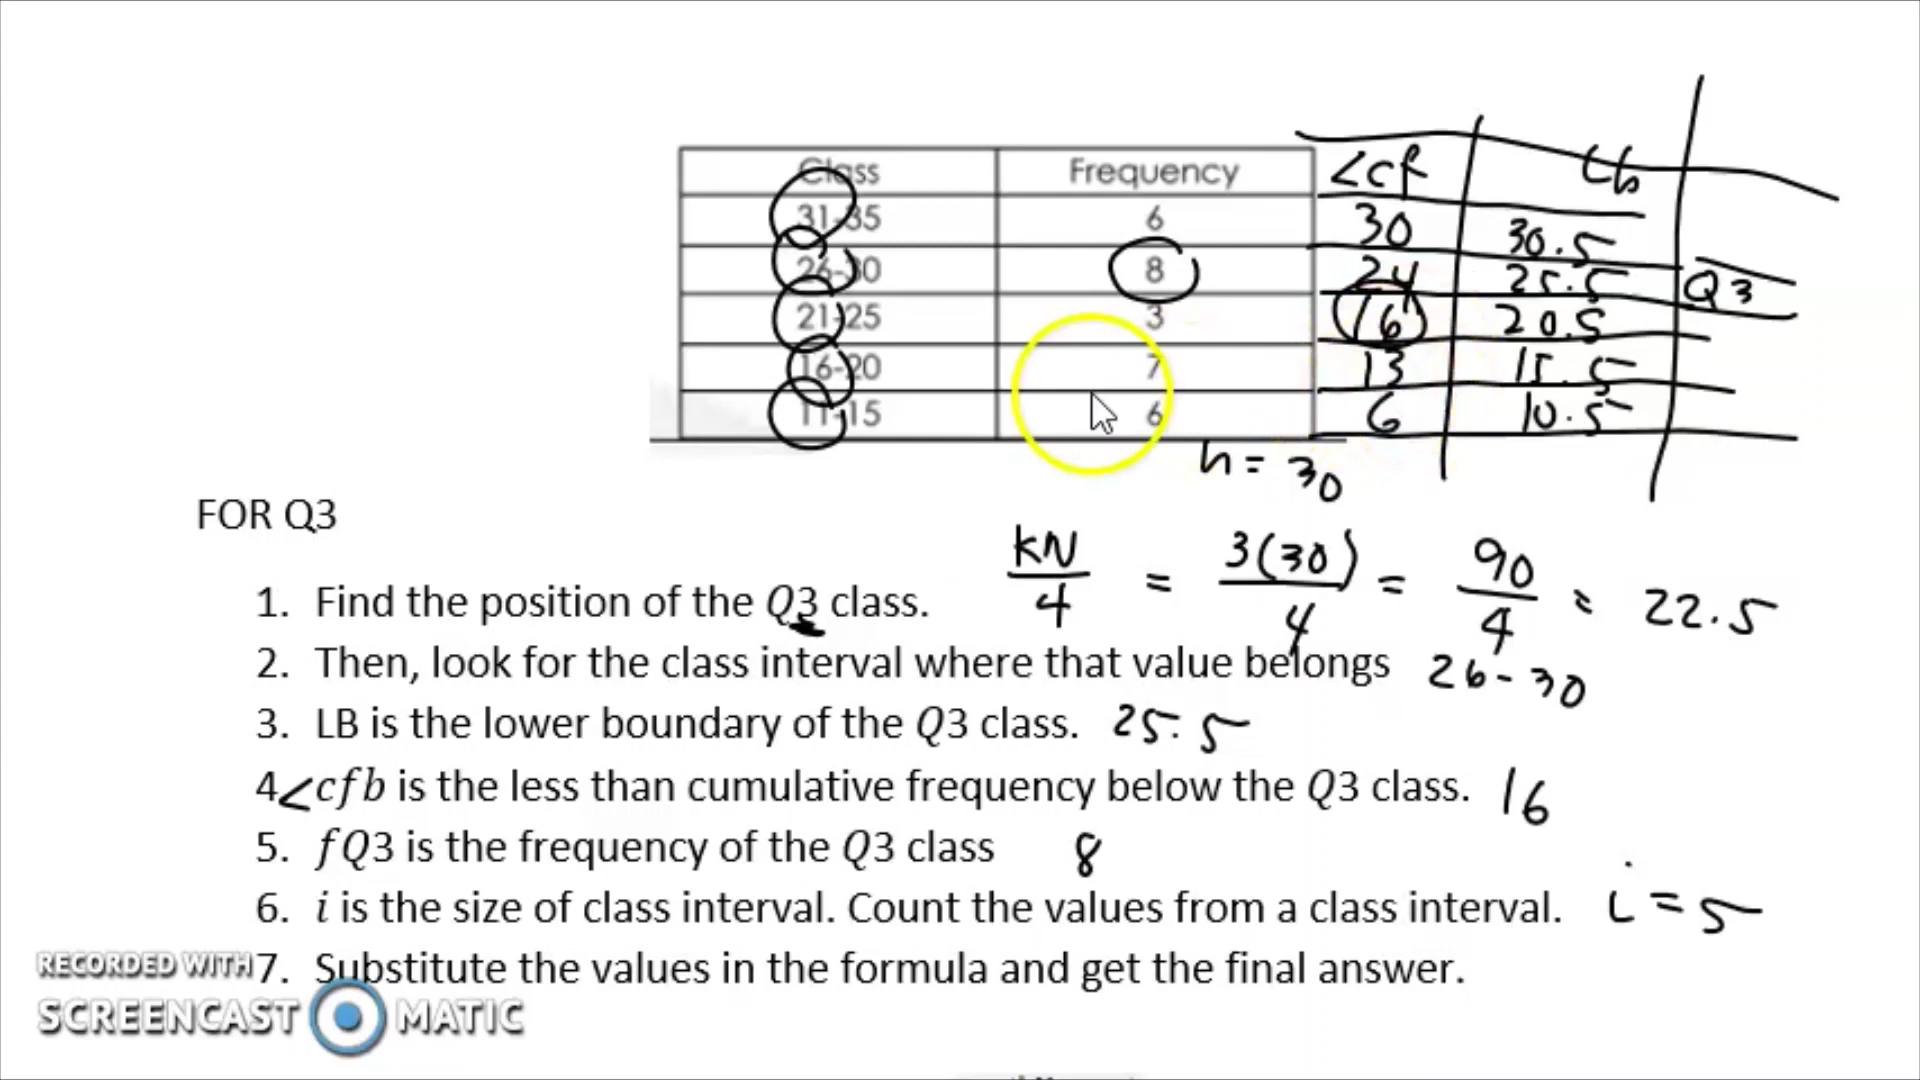 Class Frequency <cf Lb
31-35 6 30 30.5
26-30 8 24 25.5 Q3
21-25 3 16 20.5
16-20 7 13 15.5
11-15 6 6 10.5
n = 30
FOR Q3
kN/4 = 3(30)/4 = 90/4 = 22.5
1. Find the position of the Q3 class.
2. Then, look for the class interval where that value belongs 26-30
3. LB is the lower boundary of the Q3 class. 25.5
4 <cfb is the less than cumulative frequency below the Q3 class. 16
5. fQ3 is the frequency of the Q3 class 8
6. i is the size of class interval. Count the values from a class interval. i = 5
7. Substitute the values in the formula and get the final answer.
RECORDED WITH
SCREENCAST MATIC